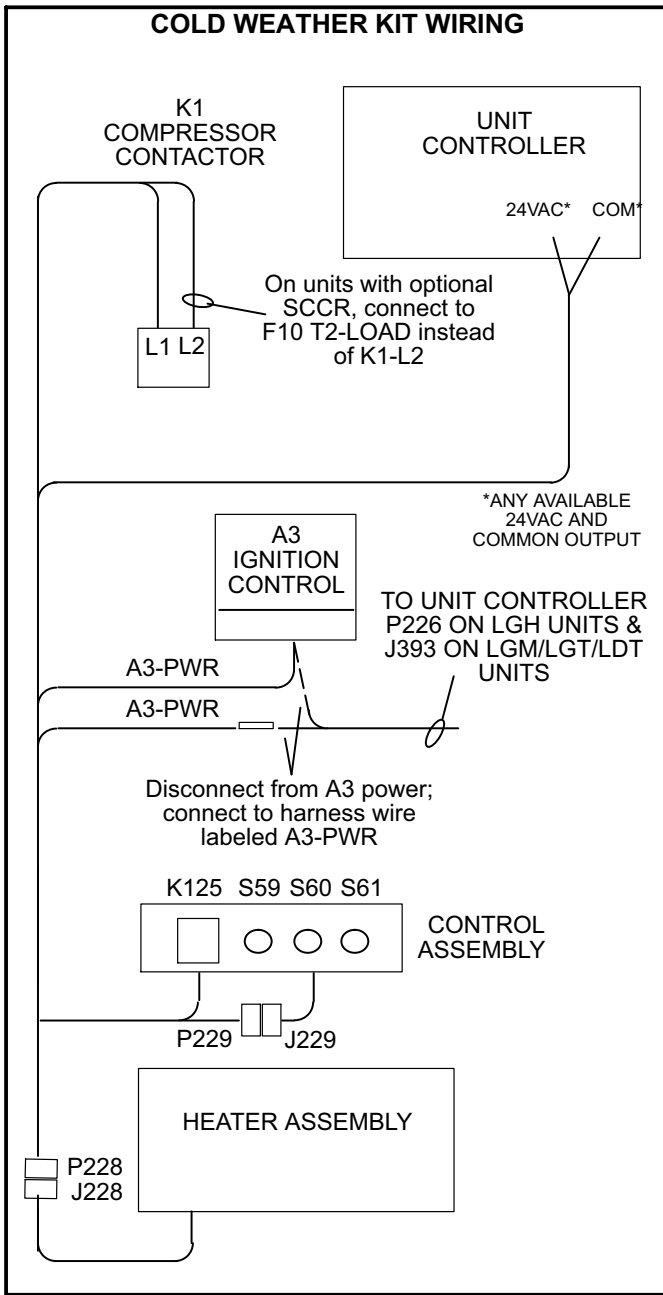 COLD WEATHER KIT WIRING
K1
COMPRESSOR
CONTACTOR
UNIT
CONTROLLER
24VAC* COM*
On units with optional
SCCR, connect to
F10 T2-LOAD instead
of K1-L2
L1 L2
*ANY AVAILABLE
24VAC AND
COMMON OUTPUT
A3
IGNITION
CONTROL
TO UNIT CONTROLLER
P226 ON LGH UNITS &
J393 ON LGM/LGT/LDT
UNITS
A3-PWR
A3-PWR
Disconnect from A3 power;
connect to harness wire
labeled A3-PWR
K125 S59 S60 S61
CONTROL
ASSEMBLY
P229 J229
HEATER ASSEMBLY
P228
J228